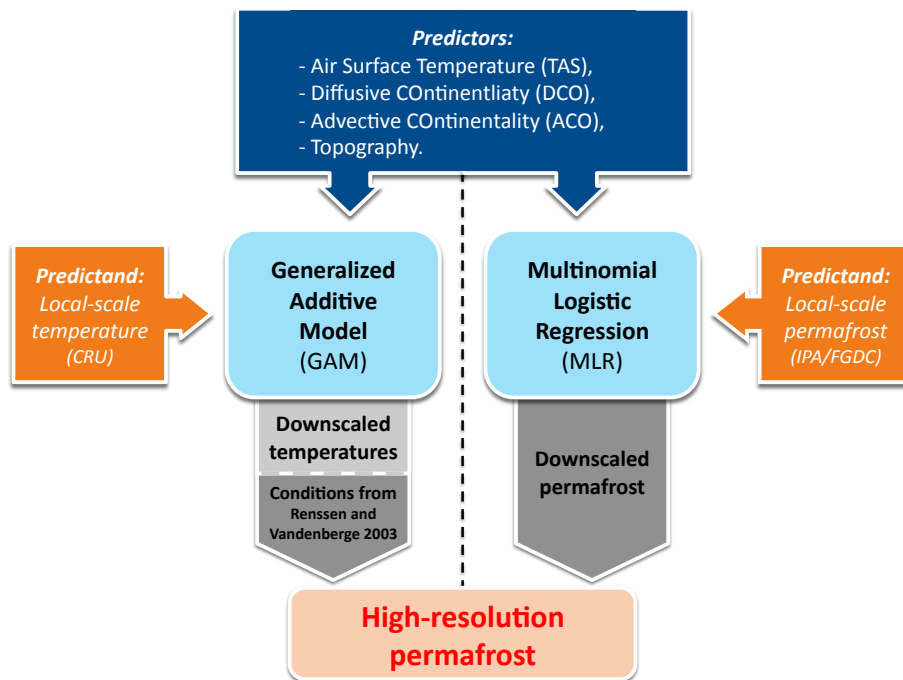 Predictors:
- Air Surface Temperature (TAS),
- Diffusive COntinentliaty (DCO),
- Advective COntinentality (ACO),
- Topography.
Predictand:
Local-scale
temperature
(CRU)
Generalized
Additive
Model
(GAM)
Multinomial
Logistic
Regression
(MLR)
Predictand:
Local-scale
permafrost
(IPA/FGDC)
Downscaled
temperatures
Conditions from
Renssen and
Vandenberge 2003
Downscaled
permafrost
High-resolution
permafrost